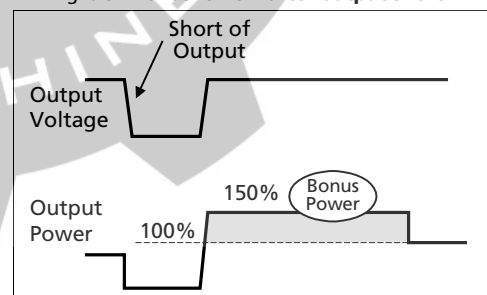 Short of
Output
Output
Voltage
150%
Bonus
Power
Output
Power
100%